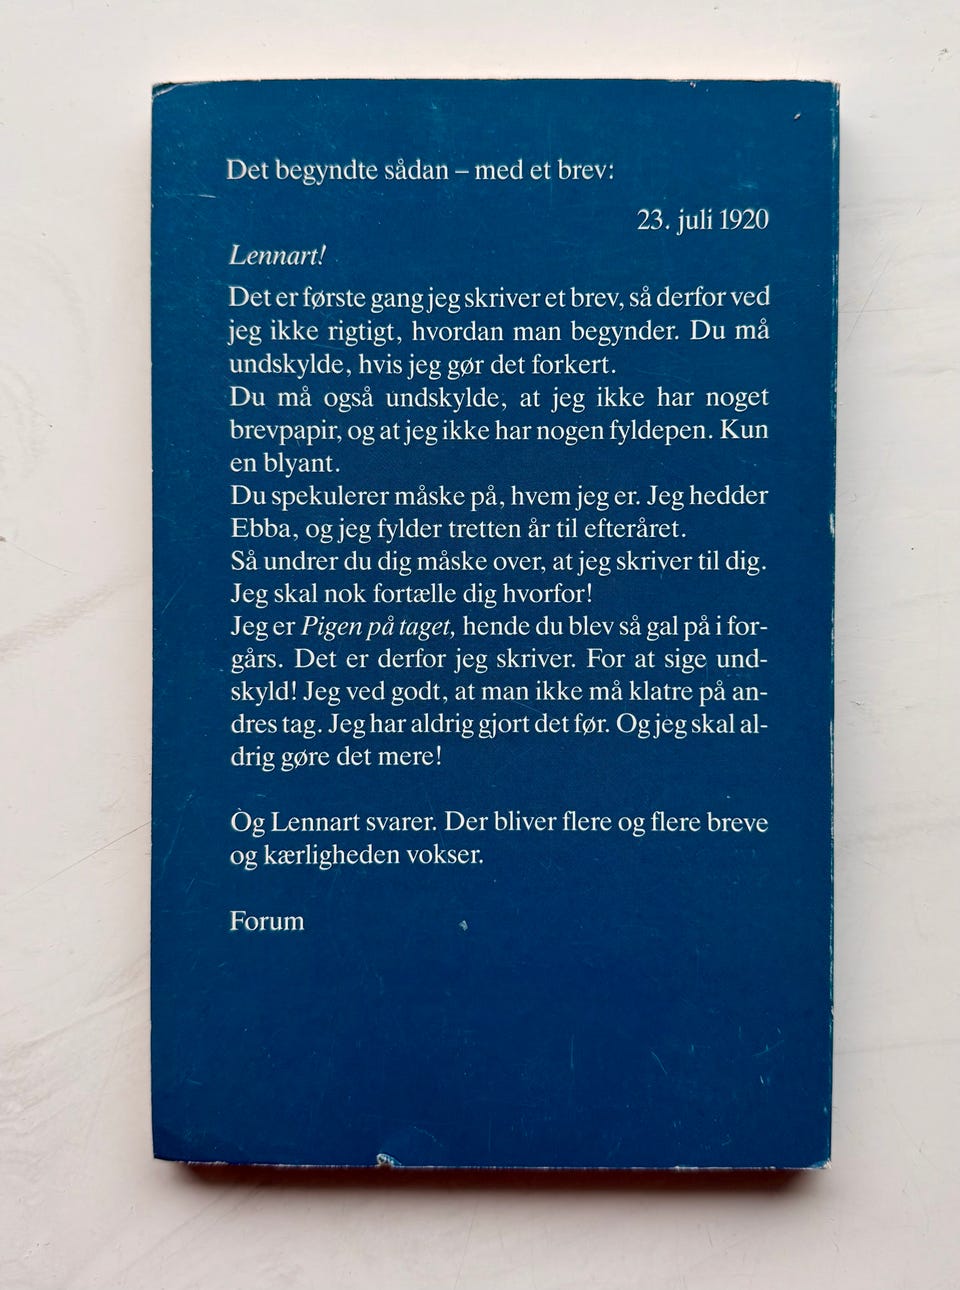 Det begyndte sådan – med et brev:
23. juli 1920
Lennart!
Det er første gang jeg skriver et brev, så derfor ved
jeg ikke rigtigt, hvordan man begynder. Du må
undskylde, hvis jeg gør det forkert.
Du må også undskylde, at jeg ikke har noget
brevpapir, og at jeg ikke har nogen fyldepen. Kun
en blyant.
Du spekulerer måske på, hvem jeg er. Jeg hedder
Ebba, og jeg fylder tretten år til efteråret.
Så undrer du dig måske over, at jeg skriver til dig.
Jeg skal nok fortælle dig hvorfor!
Jeg er Pigen på taget, hende du blev så gal på i for-
gårs. Det er derfor jeg skriver. For at sige und-
skyld! Jeg ved godt, at man ikke må klatre på an-
dres tag. Jeg har aldrig gjort det før. Og jeg skal al-
drig gøre det mere!
Og Lennart svarer. Der bliver flere og flere breve
og kærligheden vokser.
Forum